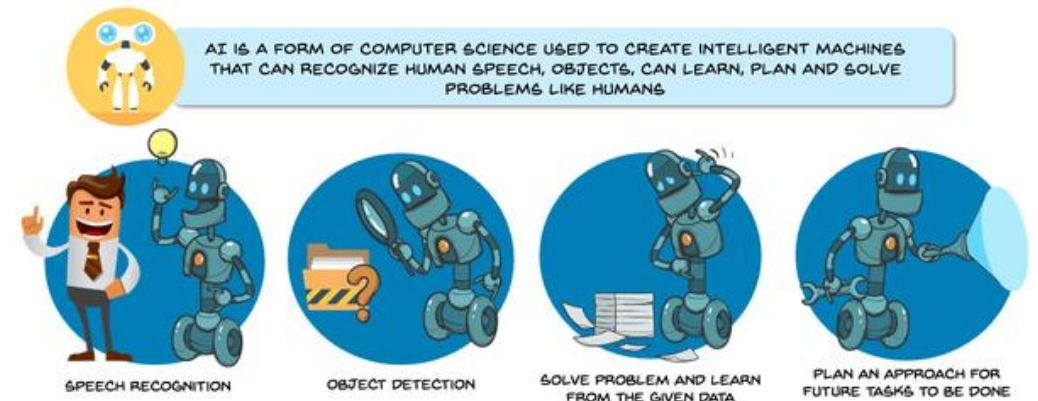 AI IS A FORM OF COMPUTER SCIENCE USED TO CREATE INTELLIGENT MACHINES
THAT CAN RECOGNIZE HUMAN SPEECH, OBJECTS, CAN LEARN, PLAN AND SOLVE
PROBLEMS LIKE HUMANS
?
SPEECH RECOGNITION
OBJECT DETECTION
SOLVE PROBLEM AND LEARN
FROM THE GIVEN DATA
PLAN AN APPROACH FOR
FUTURE TASKS TO BE DONE